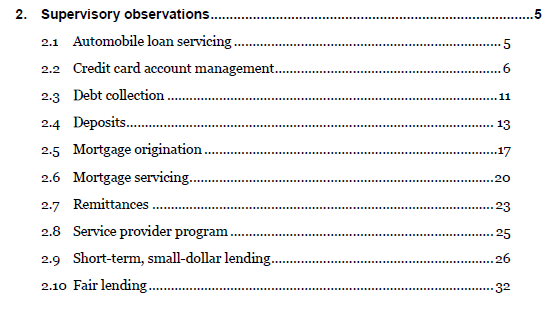 2. Supervisory observations..........5
2.1 Automobile loan servicing..........5
2.2 Credit card account management..........6
2.3 Debt collection..........11
2.4 Deposits..........13
2.5 Mortgage origination..........17
2.6 Mortgage servicing..........20
2.7 Remittances..........23
2.8 Service provider program..........25
2.9 Short-term, small-dollar lending..........26
2.10 Fair lending..........32